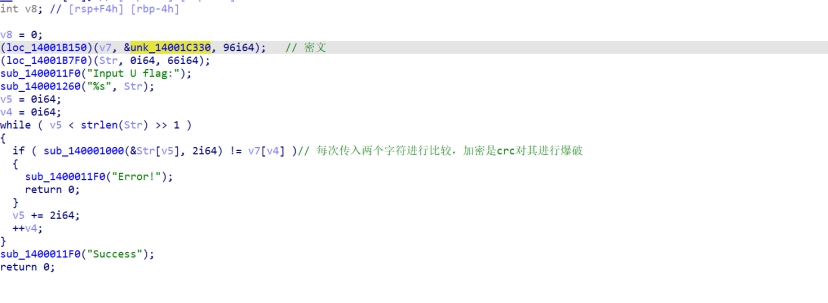 int v8; // [rsp+F4h] [rbp-4h]
v8 = 0;
(loc_14001B150)(v7, &unk_14001C330, 96i64); // 密文
(loc_14001B7F0)(Str, 0i64, 66i64);
sub_1400011F0("Input U flag:");
sub_140001260("%s", Str);
v5 = 0i64;
v4 = 0i64;
while ( v5 < strlen(Str) >> 1 )
{
if ( sub_140001000(&Str[v5], 2i64) != v7[v4] )// 每次传入两个字符进行比较，加密是crc对其进行爆破
{
sub_1400011F0("Error!");
return 0;
}
v5 += 2i64;
++v4;
}
sub_1400011F0("Success");
return 0;